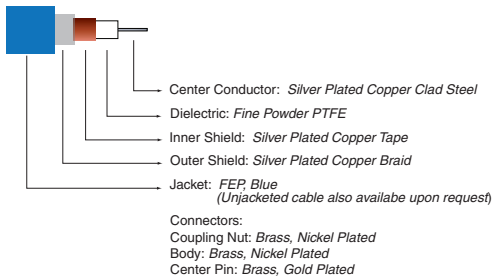 Center Conductor: Silver Plated Copper Clad Steel
Dielectric: Fine Powder PTFE
Inner Shield: Silver Plated Copper Tape
Outer Shield: Silver Plated Copper Braid
Jacket: FEP, Blue
(Unjacketed cable also availabe upon request)
Connectors:
Coupling Nut: Brass, Nickel Plated
Body: Brass, Nickel Plated
Center Pin: Brass, Gold Plated